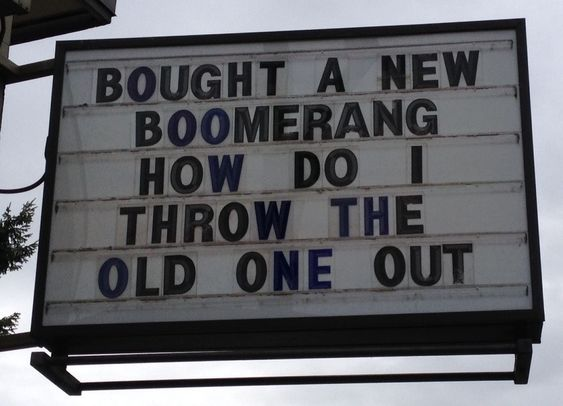 BOUGHT A NEW
BOOMERANG
HOW DO I
THROW THE
OLD ONE OUT